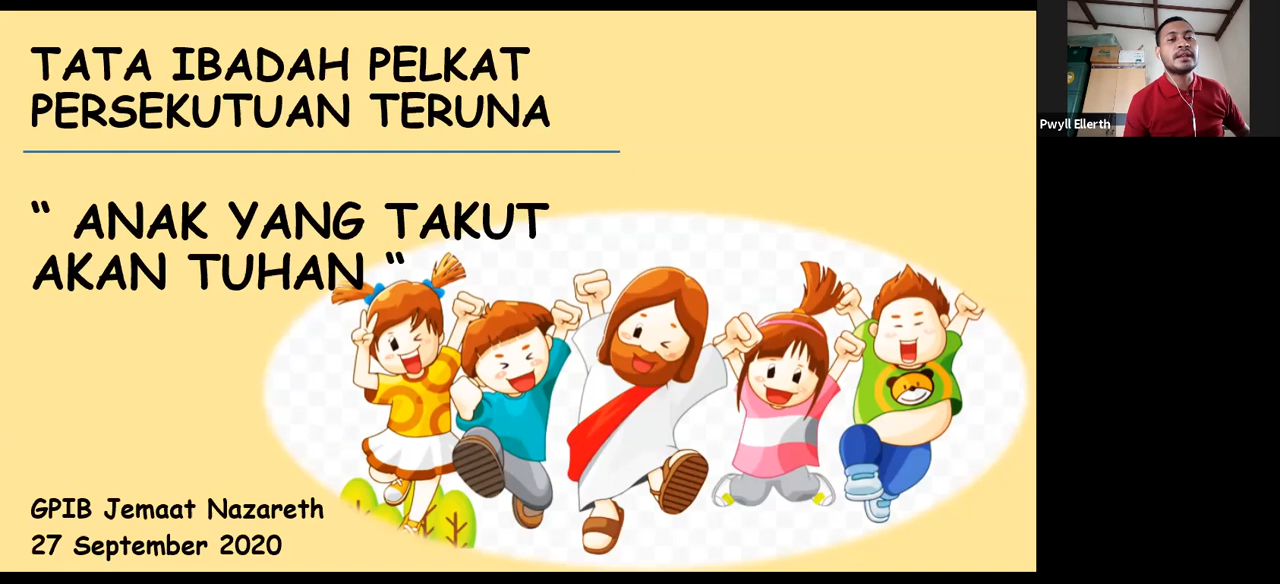 TATA IBADAH PELKAT
PERSEKUTUAN TERUNA
“ ANAK YANG TAKUT
AKAN TUHAN “
GPIB Jemaat Nazareth
27 September 2020
Pwyll Ellerth